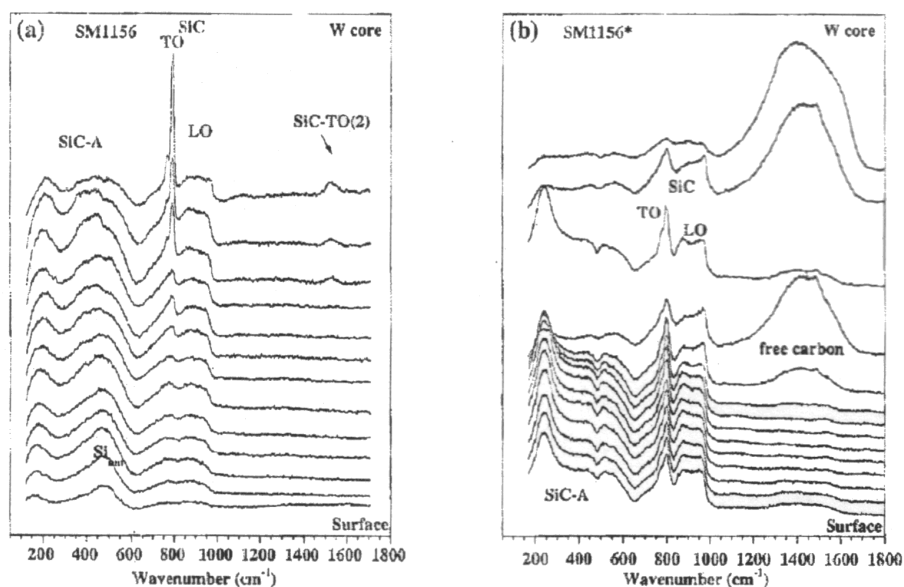 (a)
SM1156
SiC
TO
W core
SiC-A
LO
SiC-TO(2)
Surface
200 400 600 800 1000 1200 1400 1600 1800
Wavenumber (cm⁻¹)
(b)
SM1156*
W core
SiC
TO
LO
free carbon
SiC-A
Surface
200 400 600 800 1000 1200 1400 1600 1800
Wavenumber (cm⁻¹)